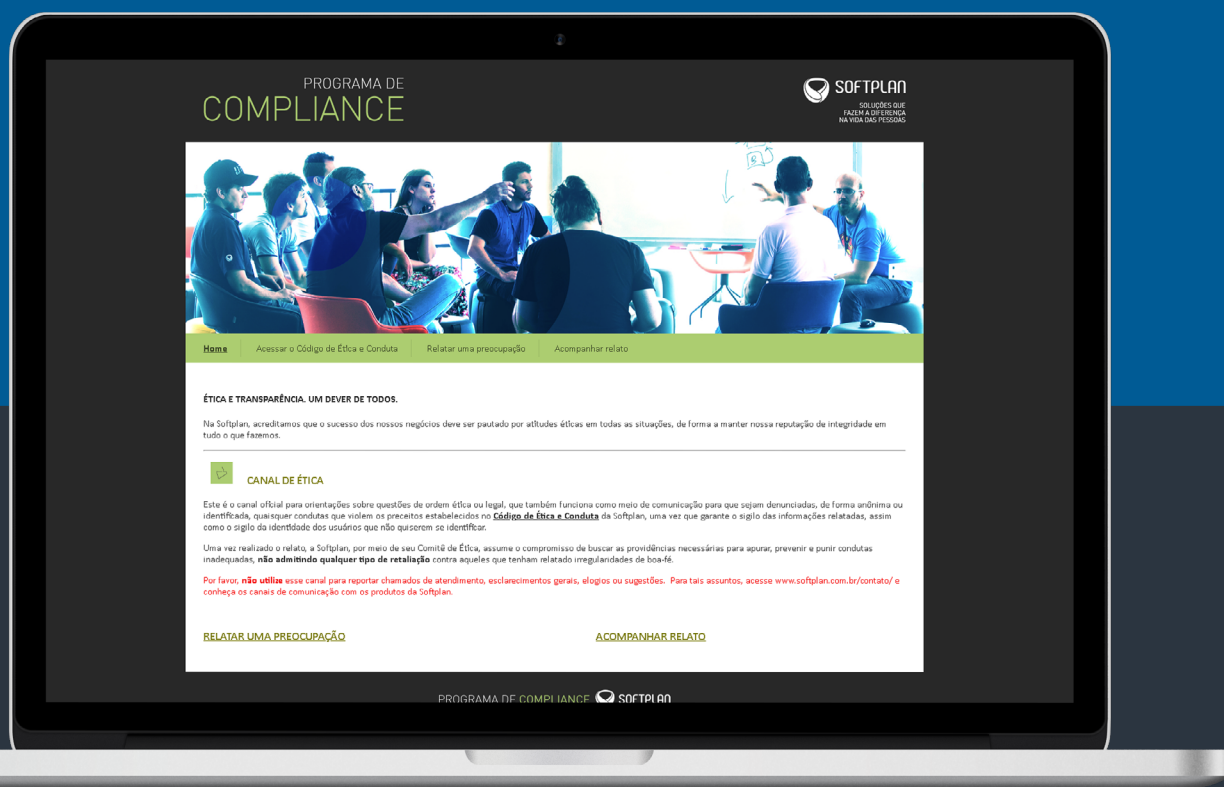 PROGRAMA DE
COMPLIANCE
SOFTPLAN
SOLUÇÕES QUE
FAZEM A DIFERENÇA
NA VIDA DAS PESSOAS
Home Acessar o Código de Ética e Conduta Relatar uma preocupação Acompanhar relato
ÉTICA E TRANSPARÊNCIA. UM DEVER DE TODOS.
Na Softplan, acreditamos que o sucesso dos nossos negócios deve ser pautado por atitudes éticas em todas as situações, de forma a manter nossa reputação de integridade em
tudo o que fazemos.
CANAL DE ÉTICA
Este é o canal oficial para orientações sobre questões de ordem ética ou legal, que também funciona como meio de comunicação para que sejam denunciadas, de forma anônima ou
identificada, quaisquer condutas que violem os preceitos estabelecidos no Código de Ética e Conduta da Softplan, uma vez que garante o sigilo das informações relatadas, assim
como o sigilo da identidade dos usuários que não quiserem se identificar.
Uma vez realizado o relato, a Softplan, por meio de seu Comitê de Ética, assume o compromisso de buscar as providências necessárias para apurar, prevenir e punir condutas
inadequadas, não admitindo qualquer tipo de retaliação contra aqueles que tenham relatado irregularidades de boa-fé.
Por favor, não utilize esse canal para reportar chamados de atendimento, esclarecimentos gerais, elogios ou sugestões. Para tais assuntos, acesse www.softplan.com.br/contato/ e
conheça os canais de comunicação com os produtos da Softplan.
RELATAR UMA PREOCUPAÇÃO ACOMPANHAR RELATO
PROGRAMA DE COMPLIANCE SOFTPLAN